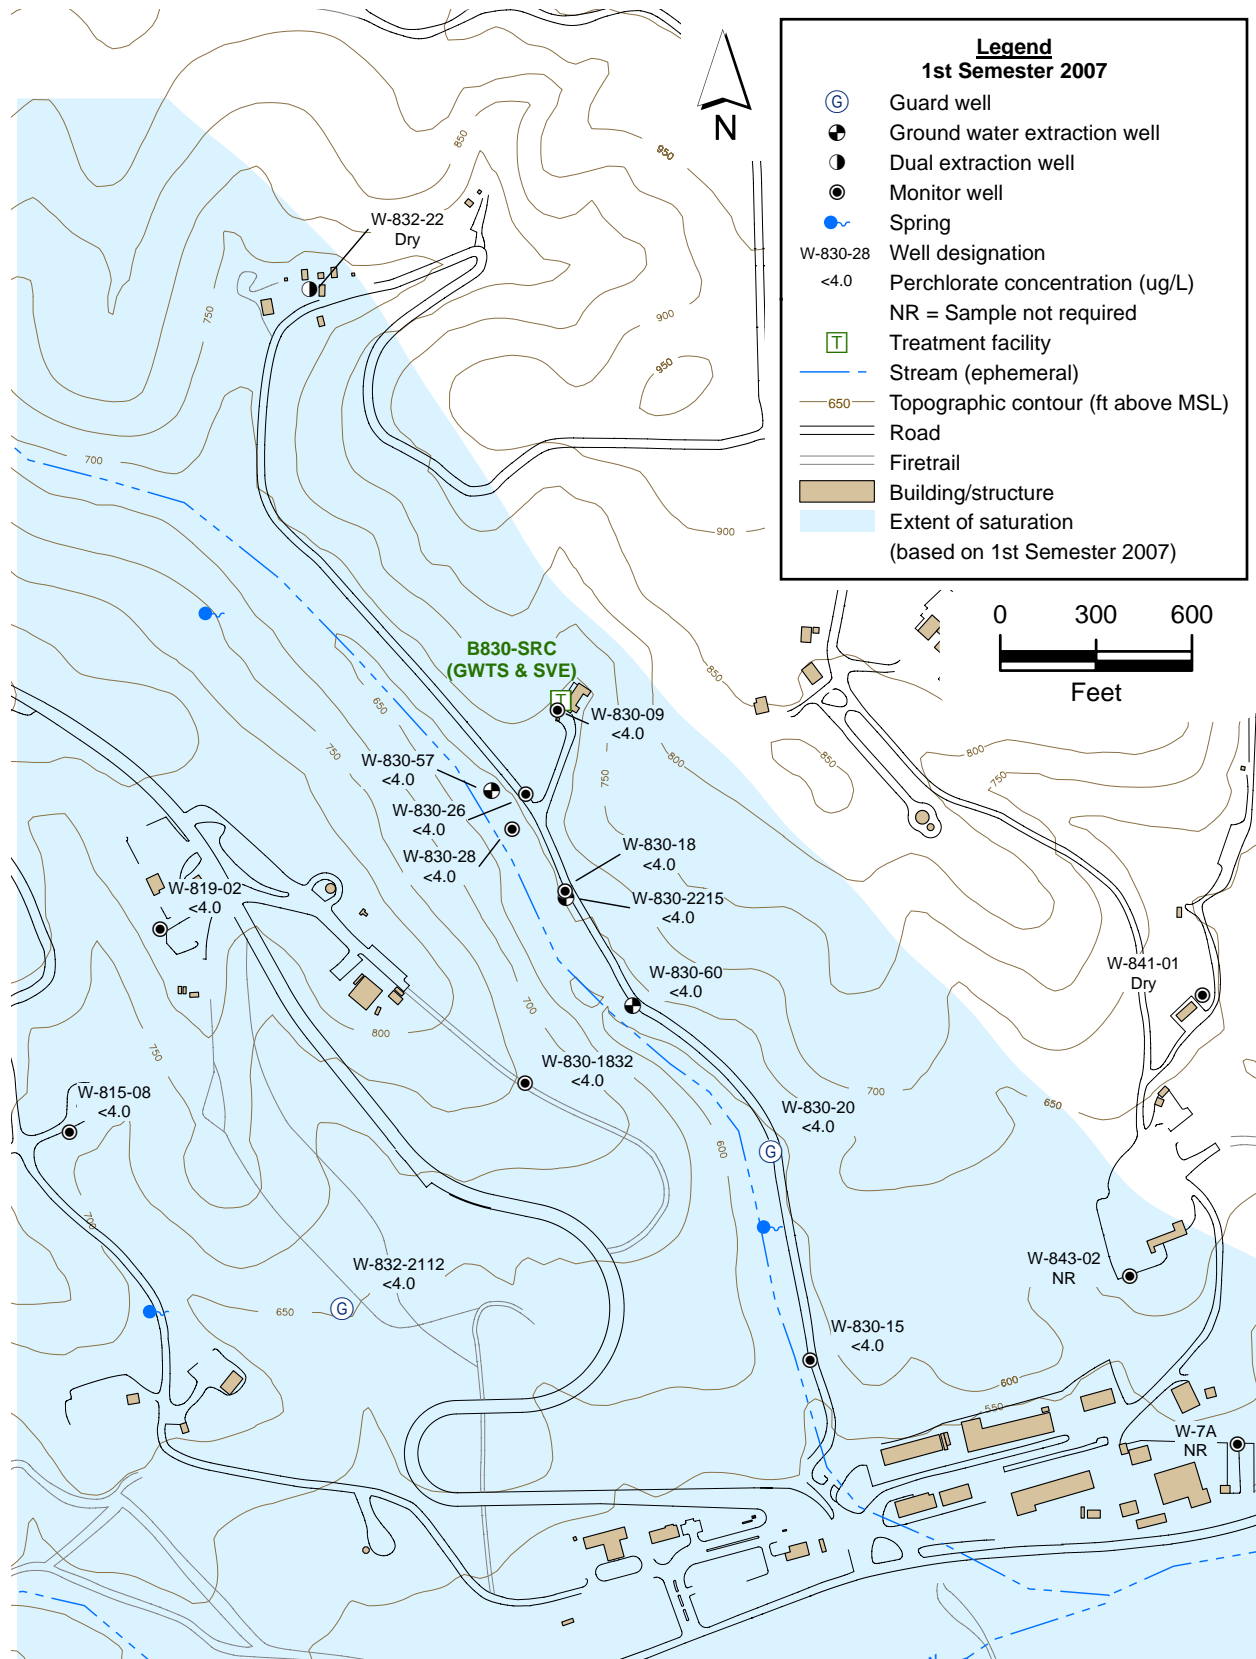 Legend
1st Semester 2007
G Guard well
Ground water extraction well
Dual extraction well
Monitor well
Spring
W-830-28 Well designation
<4.0 Perchlorate concentration (ug/L)
NR = Sample not required
T Treatment facility
Stream (ephemeral)
650 Topographic contour (ft above MSL)
Road
Firetrail
Building/structure
Extent of saturation
(based on 1st Semester 2007)
N
0 300 600
Feet
850
950
W-832-22
Dry
750
900
950
700
900
B830-SRC
(GWTS & SVE)
T
850
650
W-830-09
<4.0
750
800
750
850
800
750
W-830-57
<4.0
W-830-26
<4.0
W-830-28
<4.0
W-830-18
<4.0
W-819-02
<4.0
W-830-2215
<4.0
W-830-60
<4.0
W-841-01
Dry
700
800
750
W-830-1832
<4.0
W-815-08
<4.0
700
650
W-830-20
<4.0
600
G
700
W-832-2112
<4.0
G
650
W-843-02
NR
W-830-15
<4.0
600
550
W-7A
NR